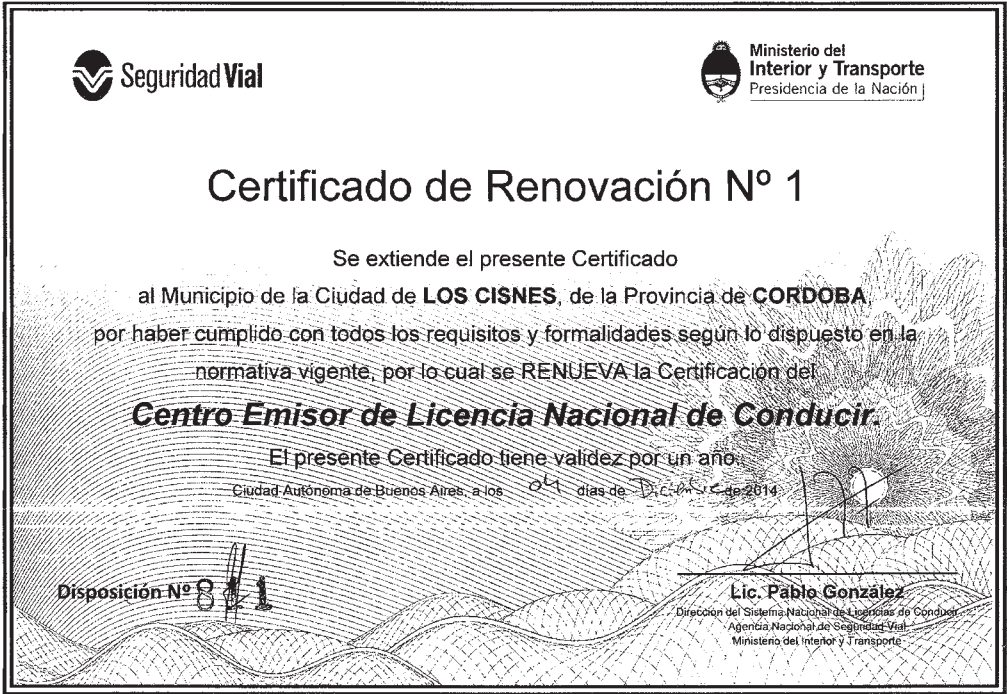 Seguridad Vial
Ministerio del
Interior y Transporte
Presidencia de la Nación
Certificado de Renovación Nº 1
Se extiende el presente Certificado
al Municipio de la Ciudad de LOS CISNES, de la Provincia de CORDOBA,
por haber cumplido con todos los requisitos y formalidades según lo dispuesto en la
normativa vigente, por lo cual se RENUEVA la Certificación del
Centro Emisor de Licencia Nacional de Conducir.
El presente Certificado tiene validez por un año.
Ciudad Autónoma de Buenos Aires, a los 04 días de Diciembre de 2014
Disposición Nº
Lic. Pablo González
Dirección del Sistema Nacional de Licencias de Conducir
Agencia Nacional de Seguridad Vial
Ministerio del Interior y Transporte